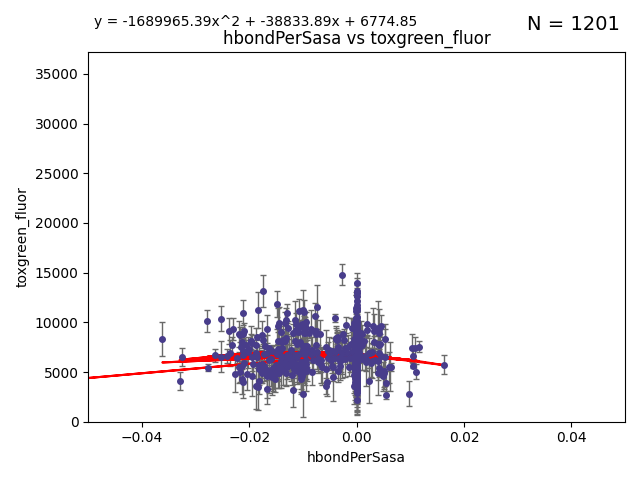 y = -1689965.39x^2 + -38833.89x + 6774.85
N = 1201
hbondPerSasa vs toxgreen_fluor
35000
30000
25000
20000
15000
10000
5000
0
toxgreen_fluor
−0.04
−0.02
0.00
0.02
0.04
hbondPerSasa